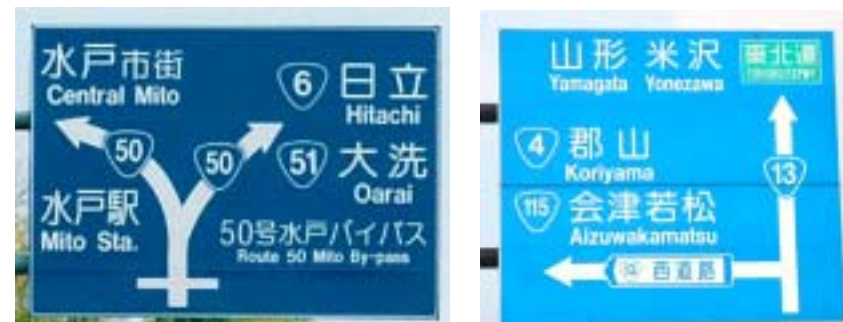 水戸市街
Central Mito
6 日立
Hitachi
50
50
51 大洗
Oarai
水戸駅
Mito Sta.
50号水戸バイパス
Route 50 Mito By-pass
山形 米沢
Yamagata Yonezawa
東北道
4 郡山
Koriyama
13
115 会津若松
Aizuwakamatsu
西道路